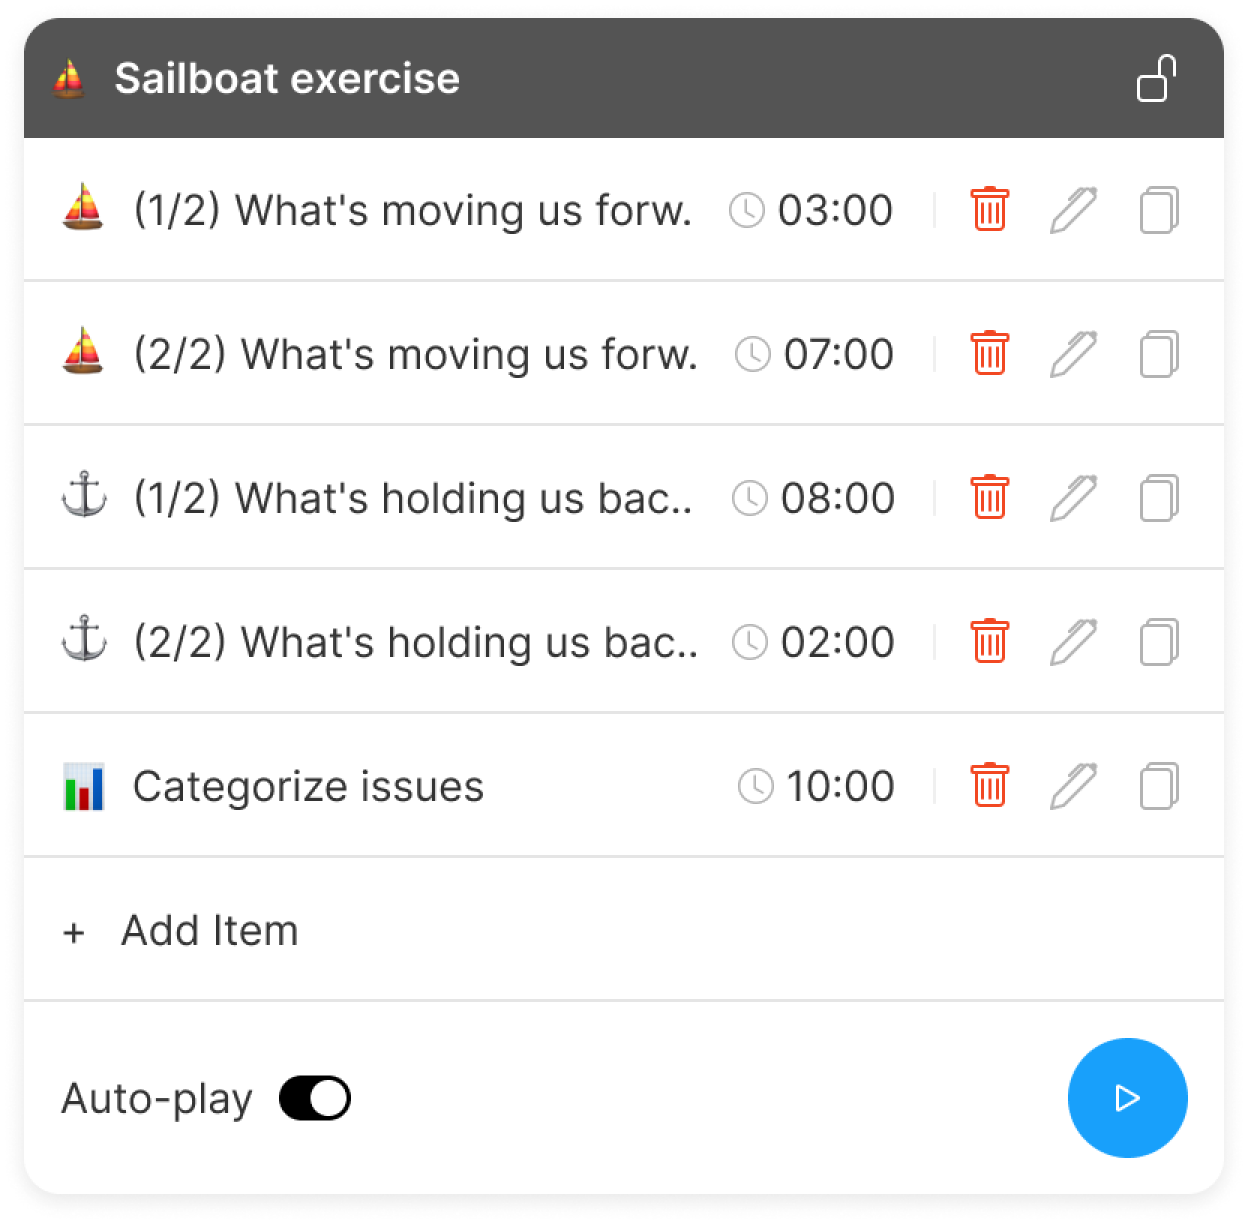 Sailboat exercise
(1/2) What's moving us forw. 03:00
(2/2) What's moving us forw. 07:00
(1/2) What's holding us bac.. 08:00
(2/2) What's holding us bac.. 02:00
Categorize issues 10:00
+ Add Item
Auto-play